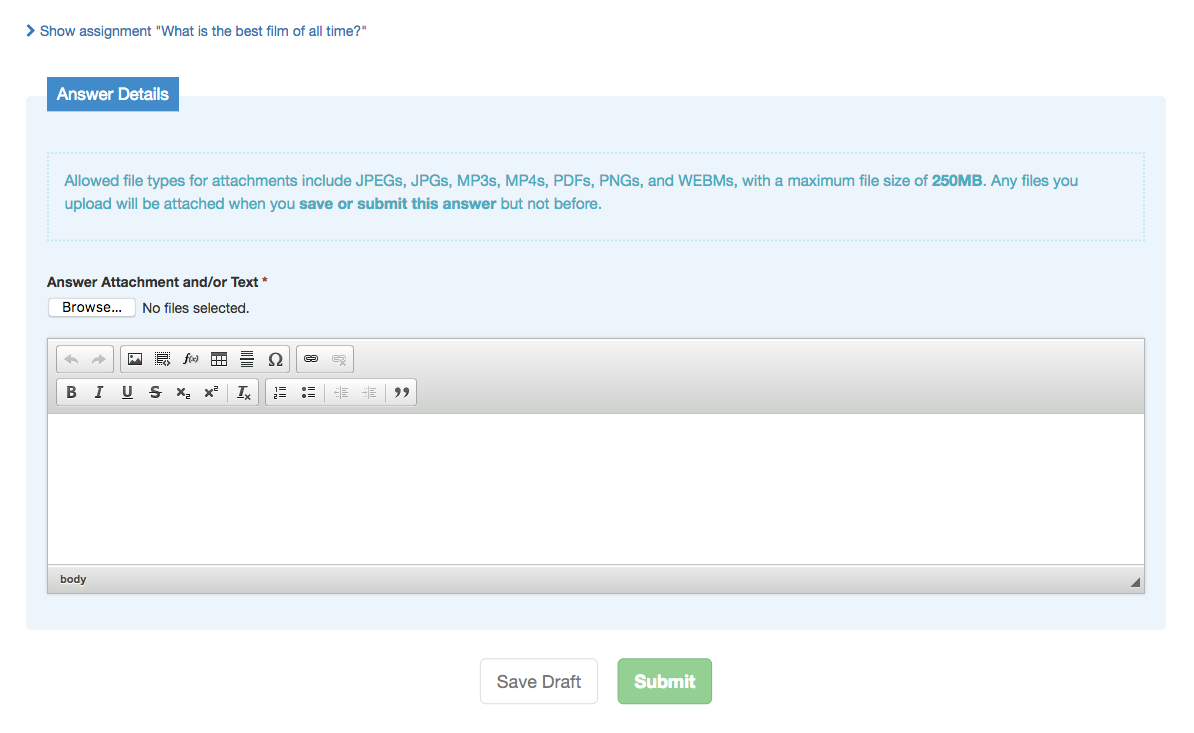 Show assignment "What is the best film of all time?"
Answer Details
Allowed file types for attachments include JPEGs, JPGs, MP3s, MP4s, PDFs, PNGs, and WEBMs, with a maximum file size of 250MB. Any files you
upload will be attached when you save or submit this answer but not before.
Answer Attachment and/or Text *
Browse... No files selected.
f(x) Ω
B I U S x₂ x² Tx 
body
Save Draft Submit